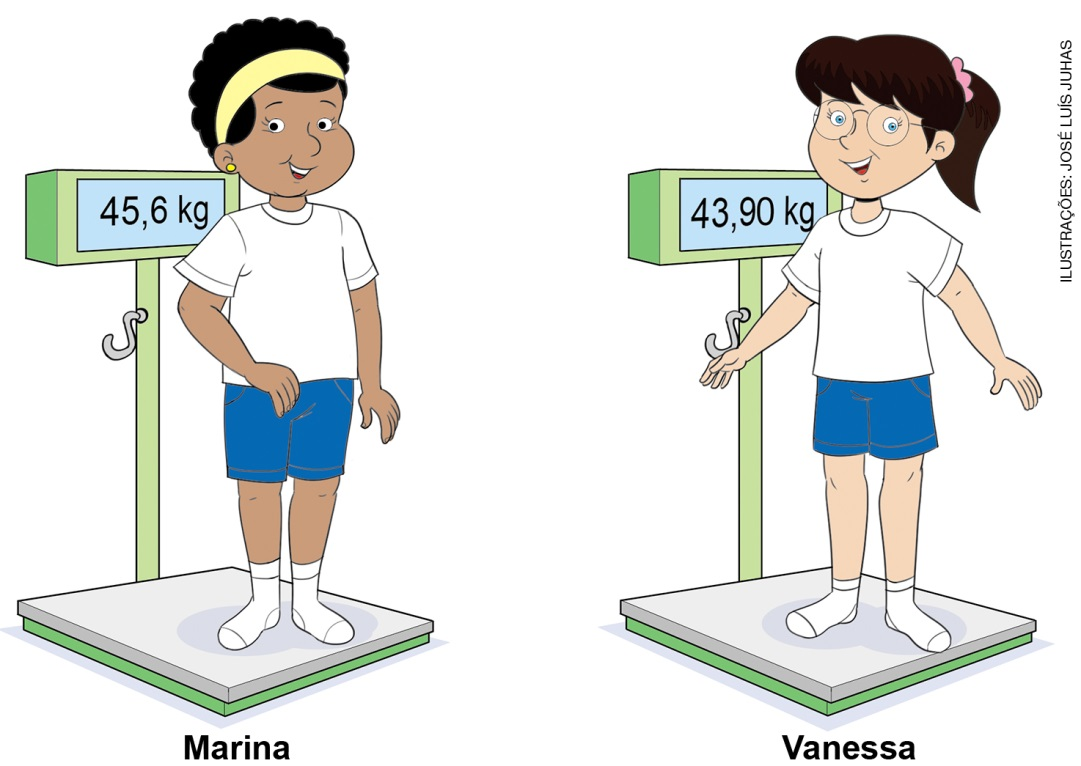 45,6 kg
43,90 kg
Marina
Vanessa
ILUSTRAÇÕES: JOSÉ LUÍS JUHAS